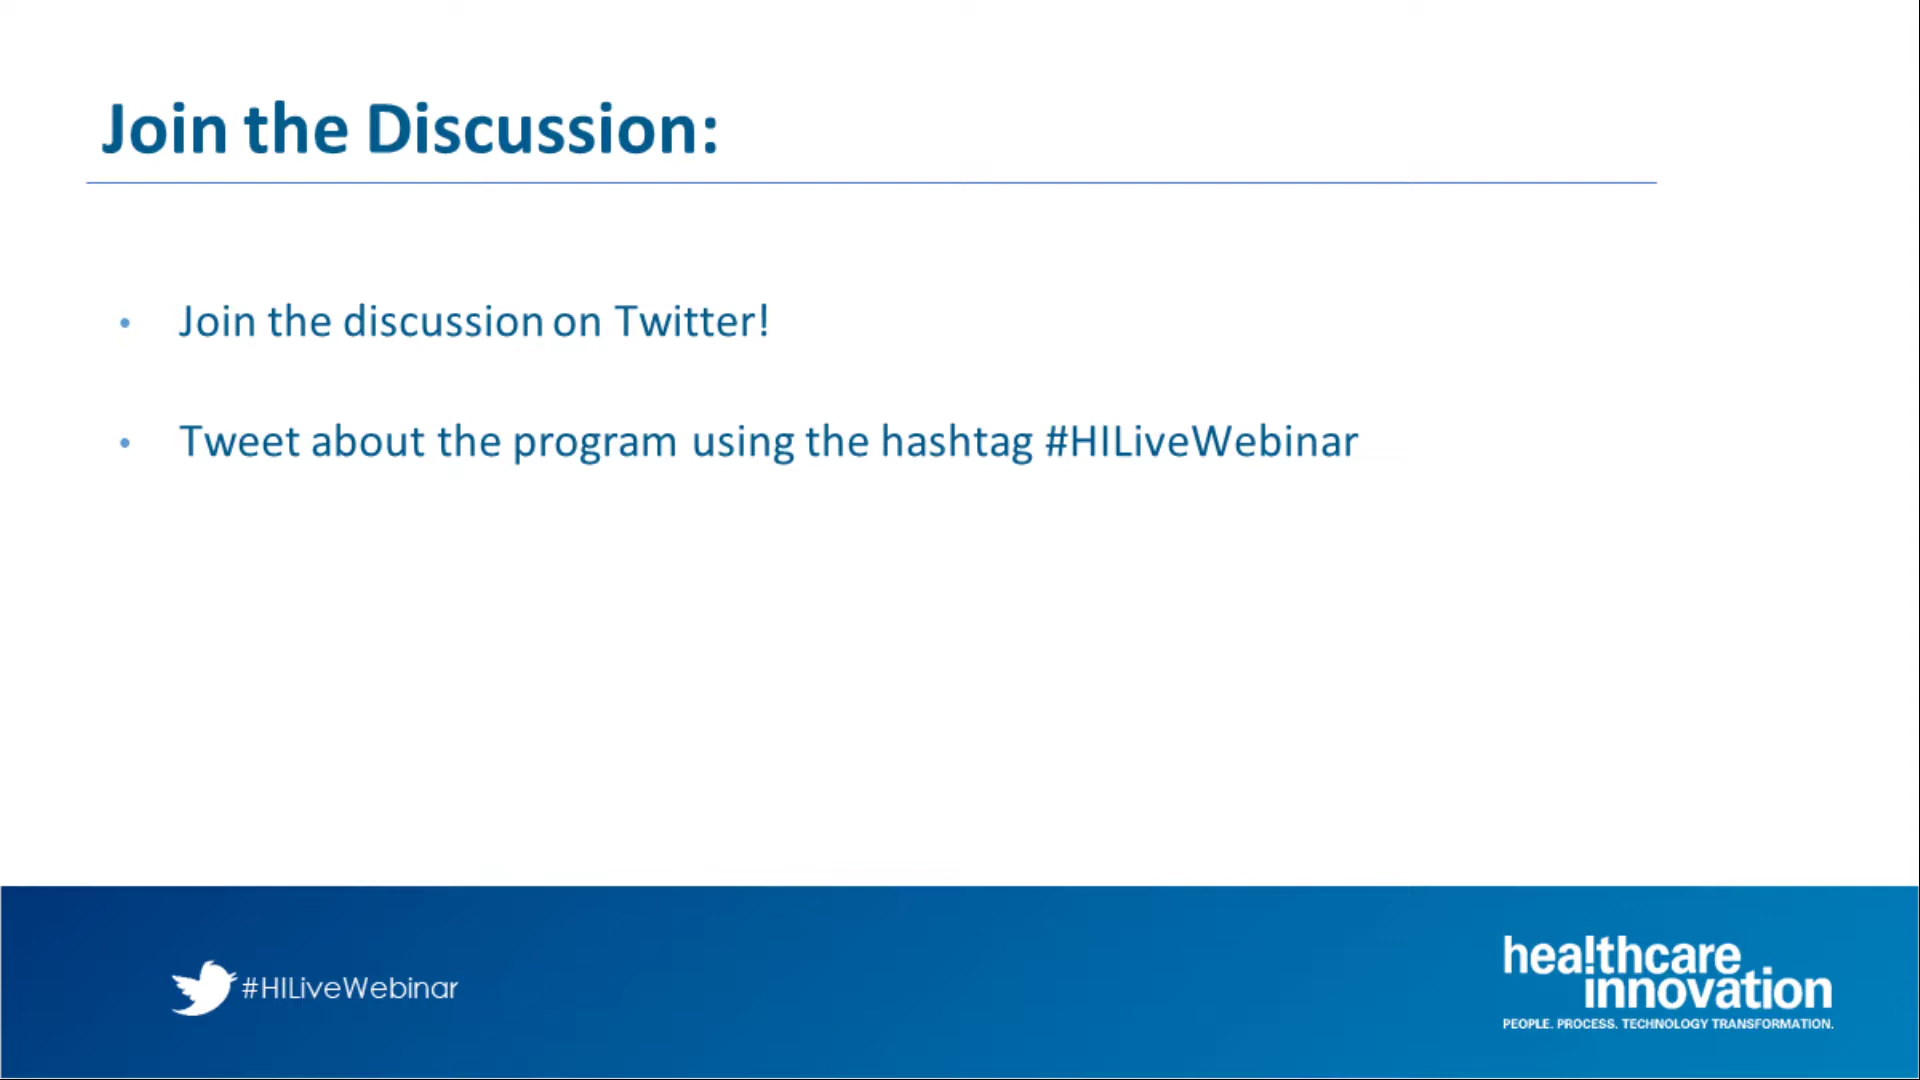 Join the Discussion:
• Join the discussion on Twitter!
• Tweet about the program using the hashtag #HILiveWebinar
#HILiveWebinar
healthcare
innovation
PEOPLE. PROCESS. TECHNOLOGY TRANSFORMATION.